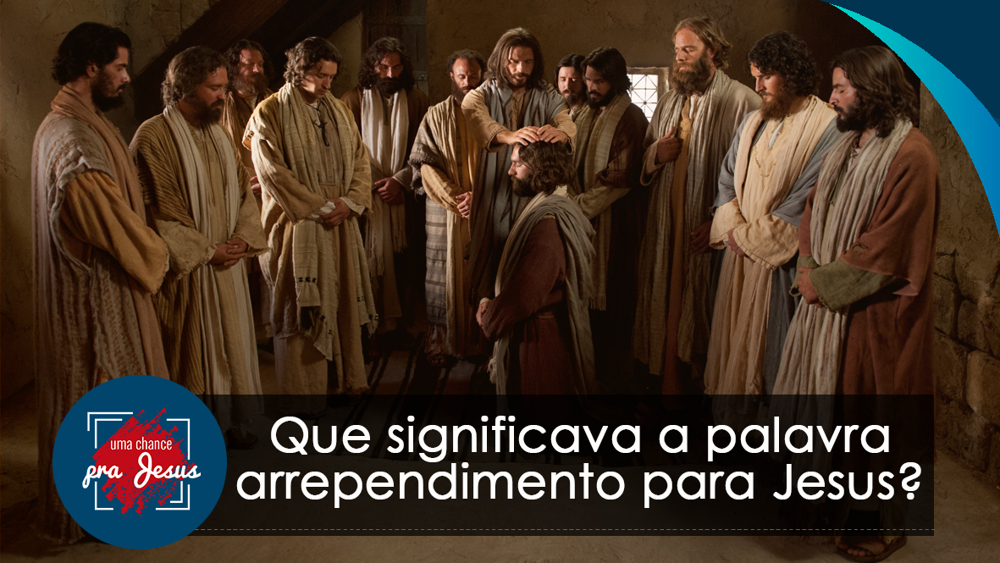 uma chance
pra Jesus
Que significava a palavra
arrependimento para Jesus?